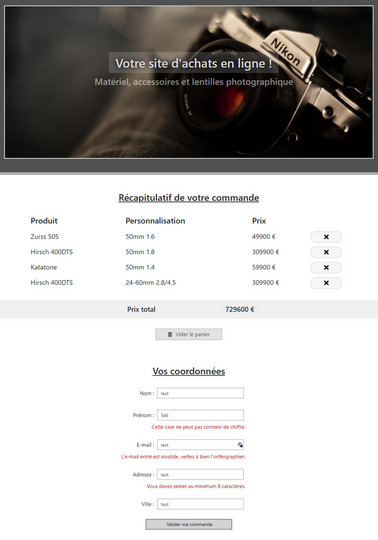 Nikon
Votre site d'achats en ligne !
Matériel, accessoires et lentilles photographique
Récapitulatif de votre commande
Produit Personnalisation Prix
Zurss 50S 50mm 1.6 49900 €
Hirsch 400DTS 50mm 1.8 309900 €
Katatone 50mm 1.4 59900 €
Hirsch 400DTS 24-60mm 2.8/4.5 309900 €
Prix total 729600 €
Vider le panier
Vos coordonnées
Nom : test
Prénom : 546
Cette case ne peut pas contenir de chiffre.
E-mail : test
L'e-mail entré est invalide, veillez à bien l'orthographier.
Adresse : test
Vous devez entrer au minimum 8 caractères.
Ville : test
Valider ma commande